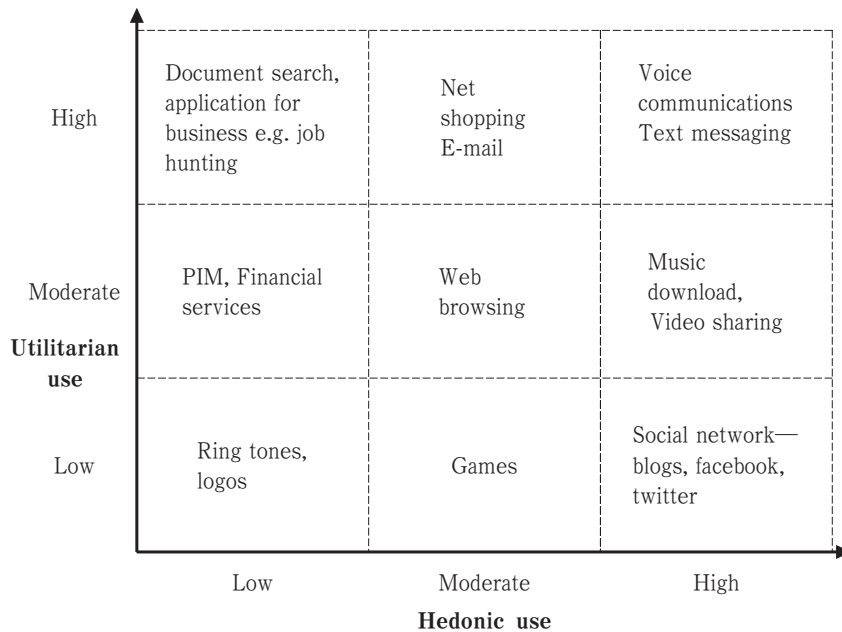 High
Document search,
application for
business e.g. job
hunting
Net
shopping
E-mail
Voice
communications
Text messaging
Moderate
PIM, Financial
services
Web
browsing
Music
download,
Video sharing
Utilitarian
use
Low
Ring tones,
logos
Games
Social network—
blogs, facebook,
twitter
Low
Moderate
High
Hedonic use